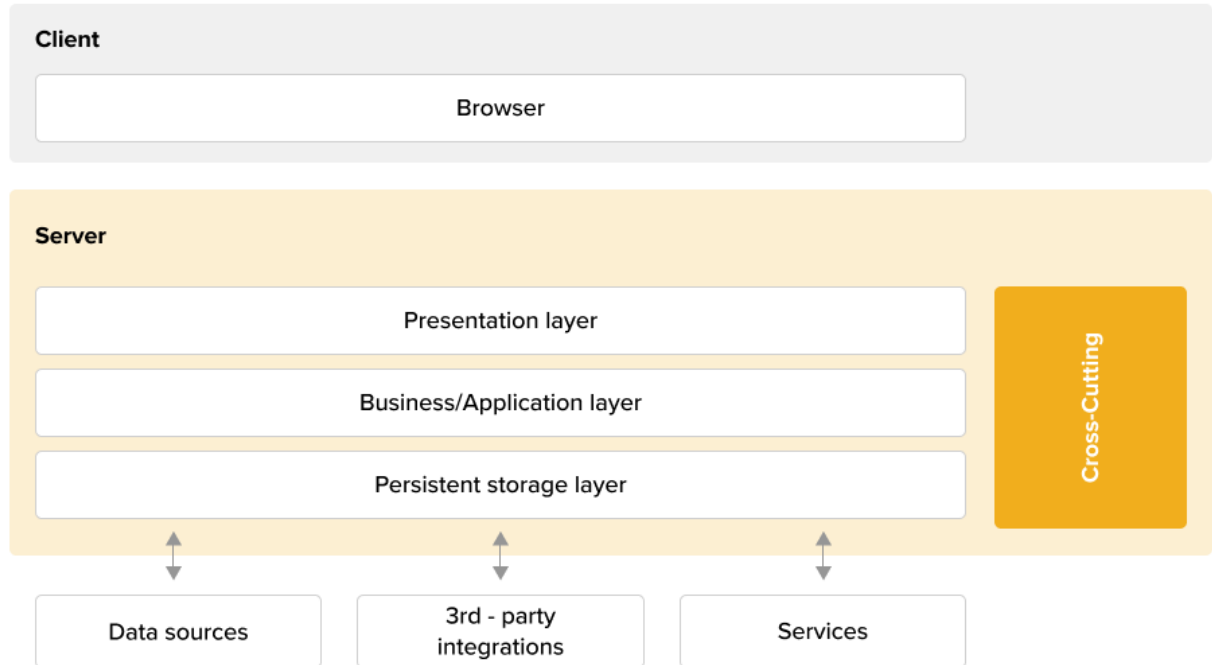 Client
Browser
Server
Presentation layer
Business/Application layer
Persistent storage layer
Cross-Cutting
Data sources
3rd - party
integrations
Services